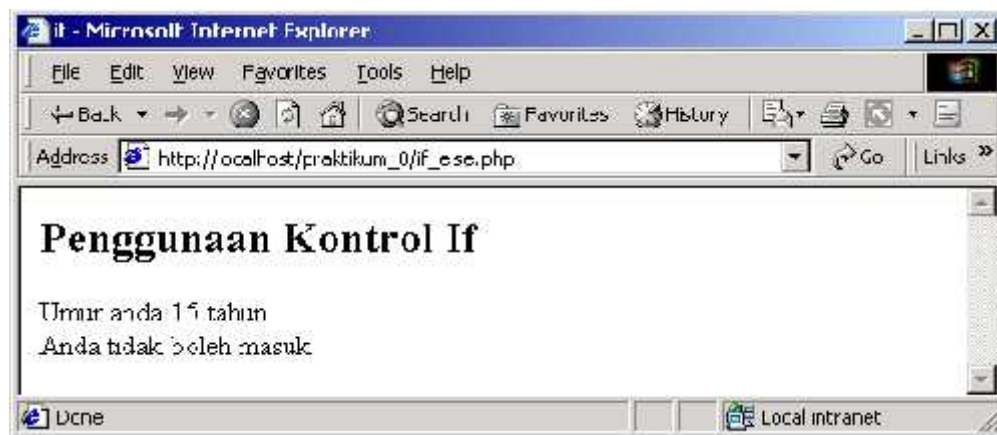 if - Microsoft Internet Explorer
File Edit View Favorites Tools Help
Back Search Favorites History
Address http://localhost/praktikum_0/if_else.php Go Links »
Penggunaan Kontrol If
Umur anda 15 tahun
Anda tidak boleh masuk
Done Local intranet